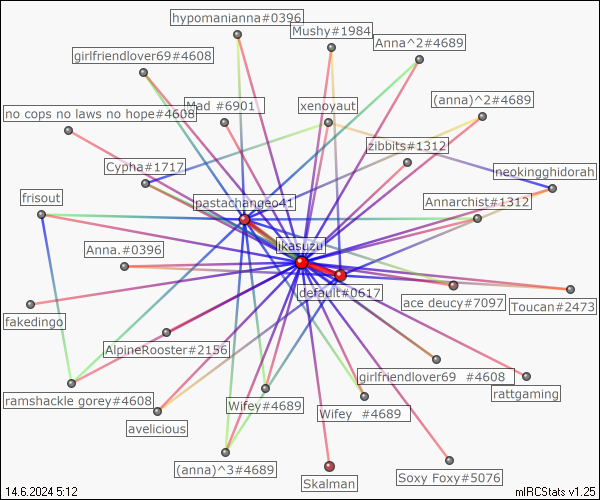 hypomanianna#0396
Mushy#1984
Anna^2#4689
girlfriendlover69#4608
(anna)^2#4689
Mad #6901
xenoyaut
no cops no laws no hope#4608
zibbits#1312
Cypha#1717
neokingghidorah
frisout
pastachangeo41
Annarchist#1312
ikasuzu
Anna.#0396
default#0617
ace deucy#7097
Toucan#2473
fakedingo
AlpineRooster#2156
girlfriendlover69 #4608
rattgaming
ramshackle gorey#4608
Wifey#4689
Wifey #4689
avelicious
(anna)^3#4689
Skalman
Soxy Foxy#5076
14.6.2024 5:12
mIRCStats v1.25